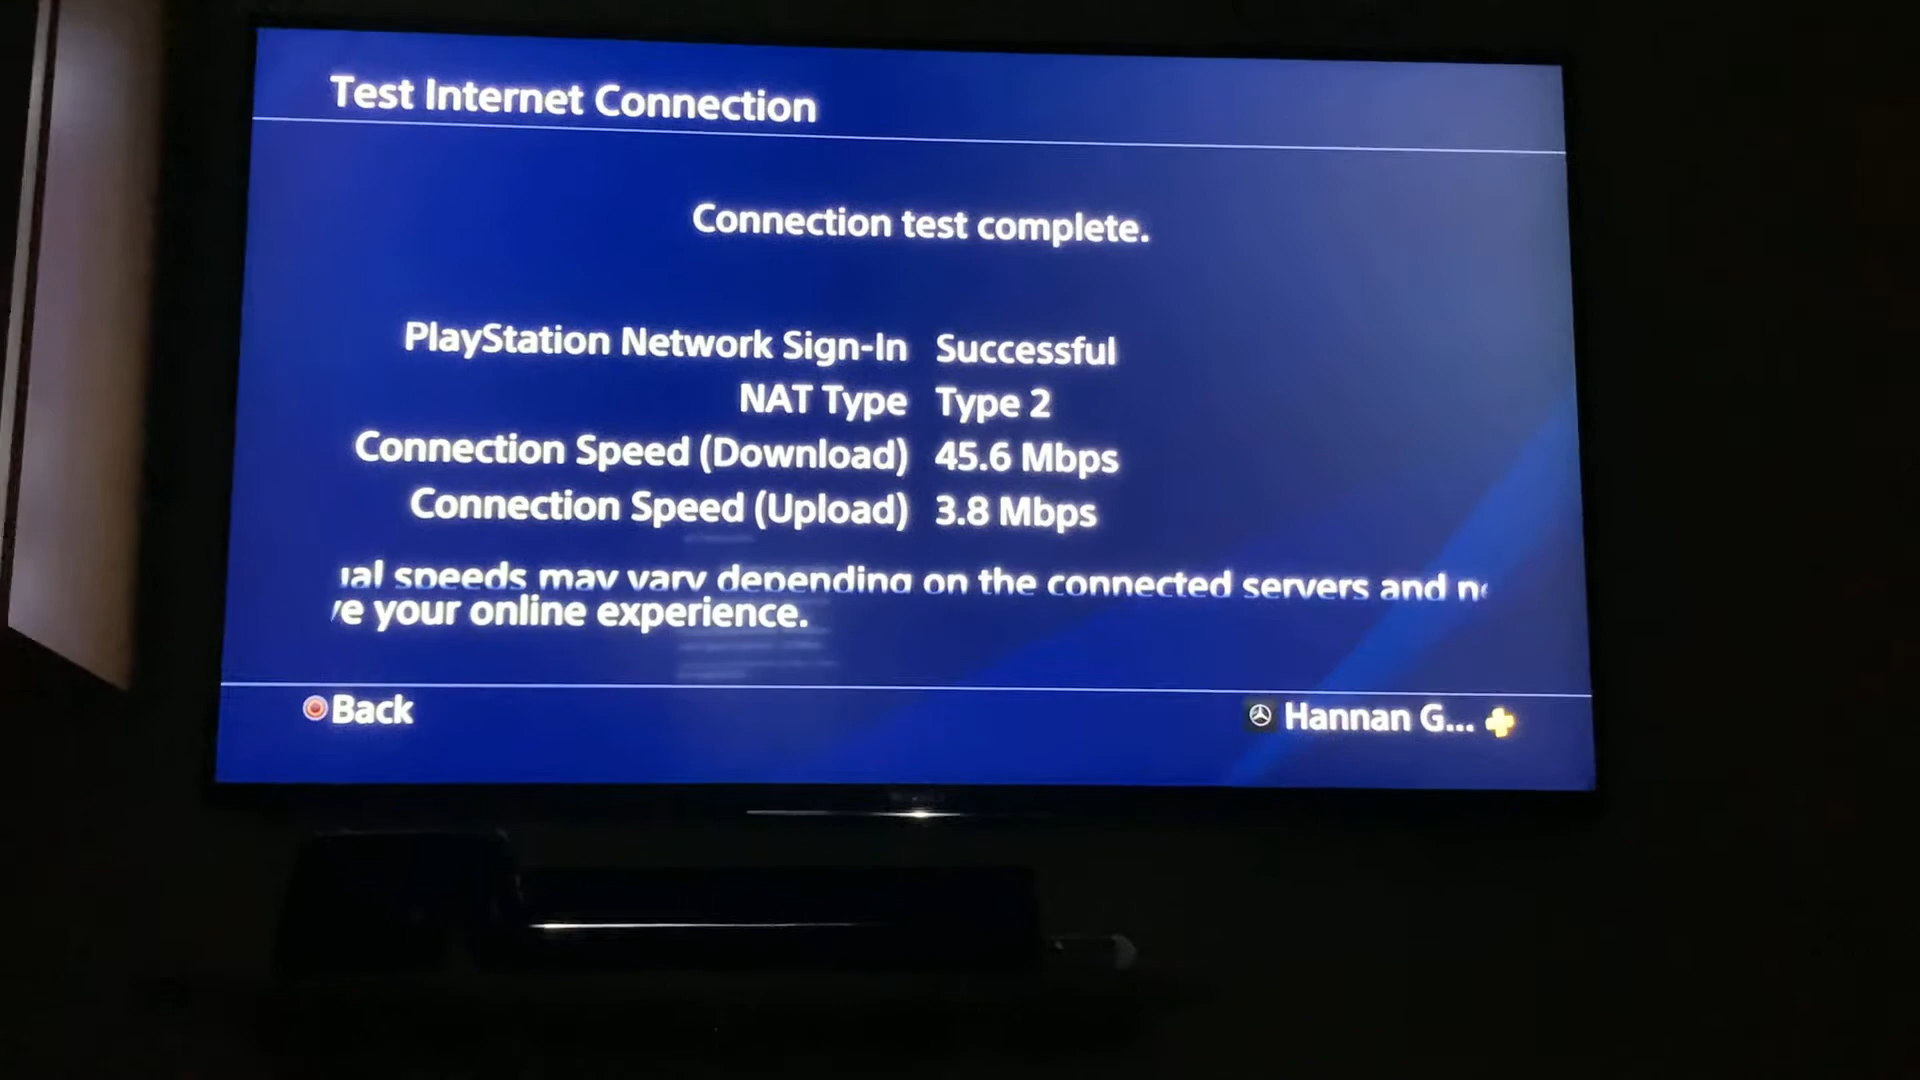 Test Internet Connection
Connection test complete.
PlayStation Network Sign-In Successful
NAT Type Type 2
Connection Speed (Download) 45.6 Mbps
Connection Speed (Upload) 3.8 Mbps
speeds may vary depending on the connected servers and
your online experience.
Back
Hannan G...